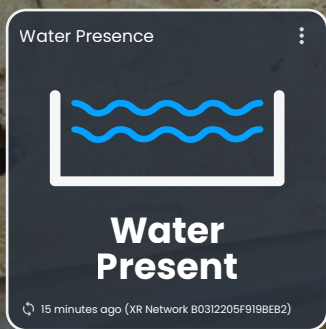 Water Presence
Water
Present
15 minutes ago (XR Network B0312205F919BEB2)